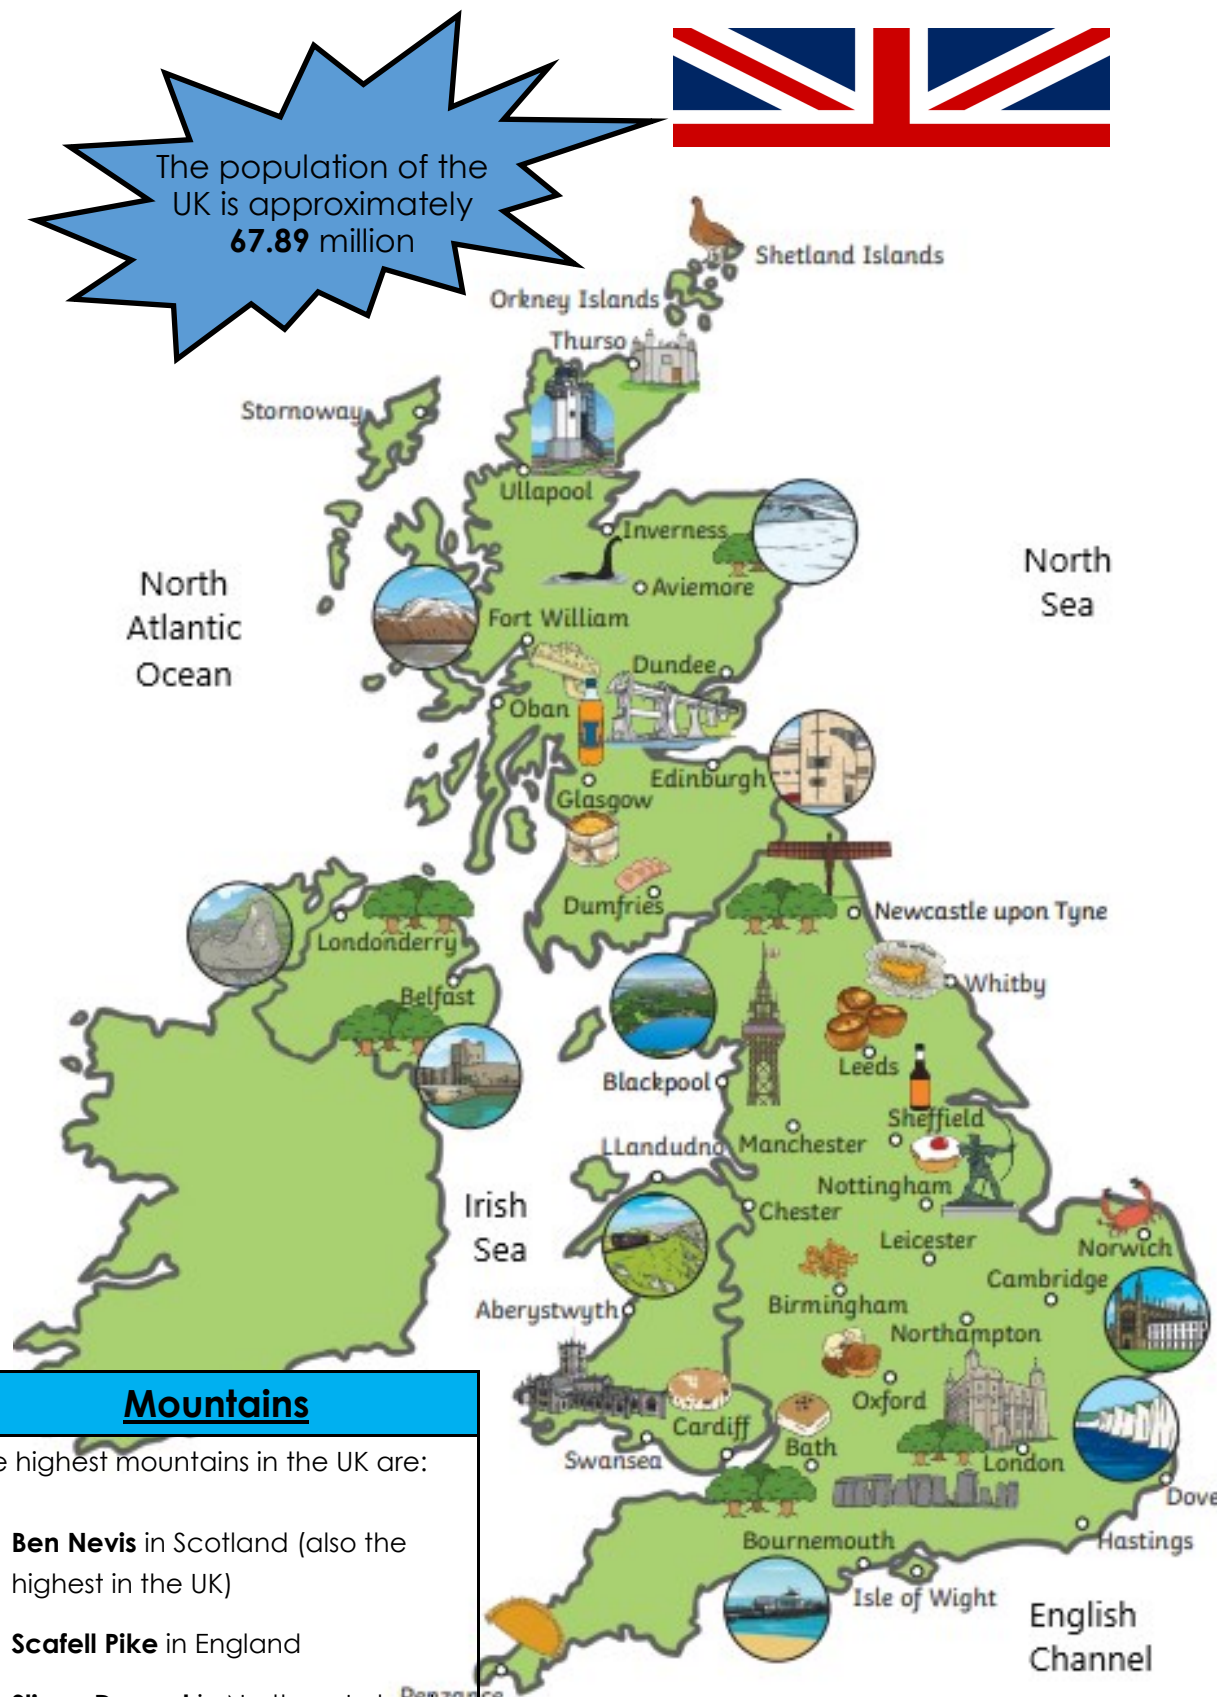 The population of the
UK is approximately
67.89 million
Shetland Islands
Orkney Islands
Thurso
Stornoway
Ullapool
Inverness
North
Sea
North
Atlantic
Ocean
Aviemore
Fort William
Dundee
Oban
Edinburgh
Glasgow
Dumfries
Newcastle upon Tyne
Londonderry
Whitby
Belfast
Leeds
Blackpool
Sheffield
Manchester
LLandudno
Nottingham
Irish
Sea
Chester
Leicester
Norwich
Cambridge
Aberystwyth
Birmingham
Northampton
Oxford
Cardiff
Bath
Swansea
London
Dove
Bournemouth
Hastings
Isle of Wight
English
Channel
Penzance
Mountains
e highest mountains in the UK are:
Ben Nevis in Scotland (also the
highest in the UK)
Scafell Pike in England